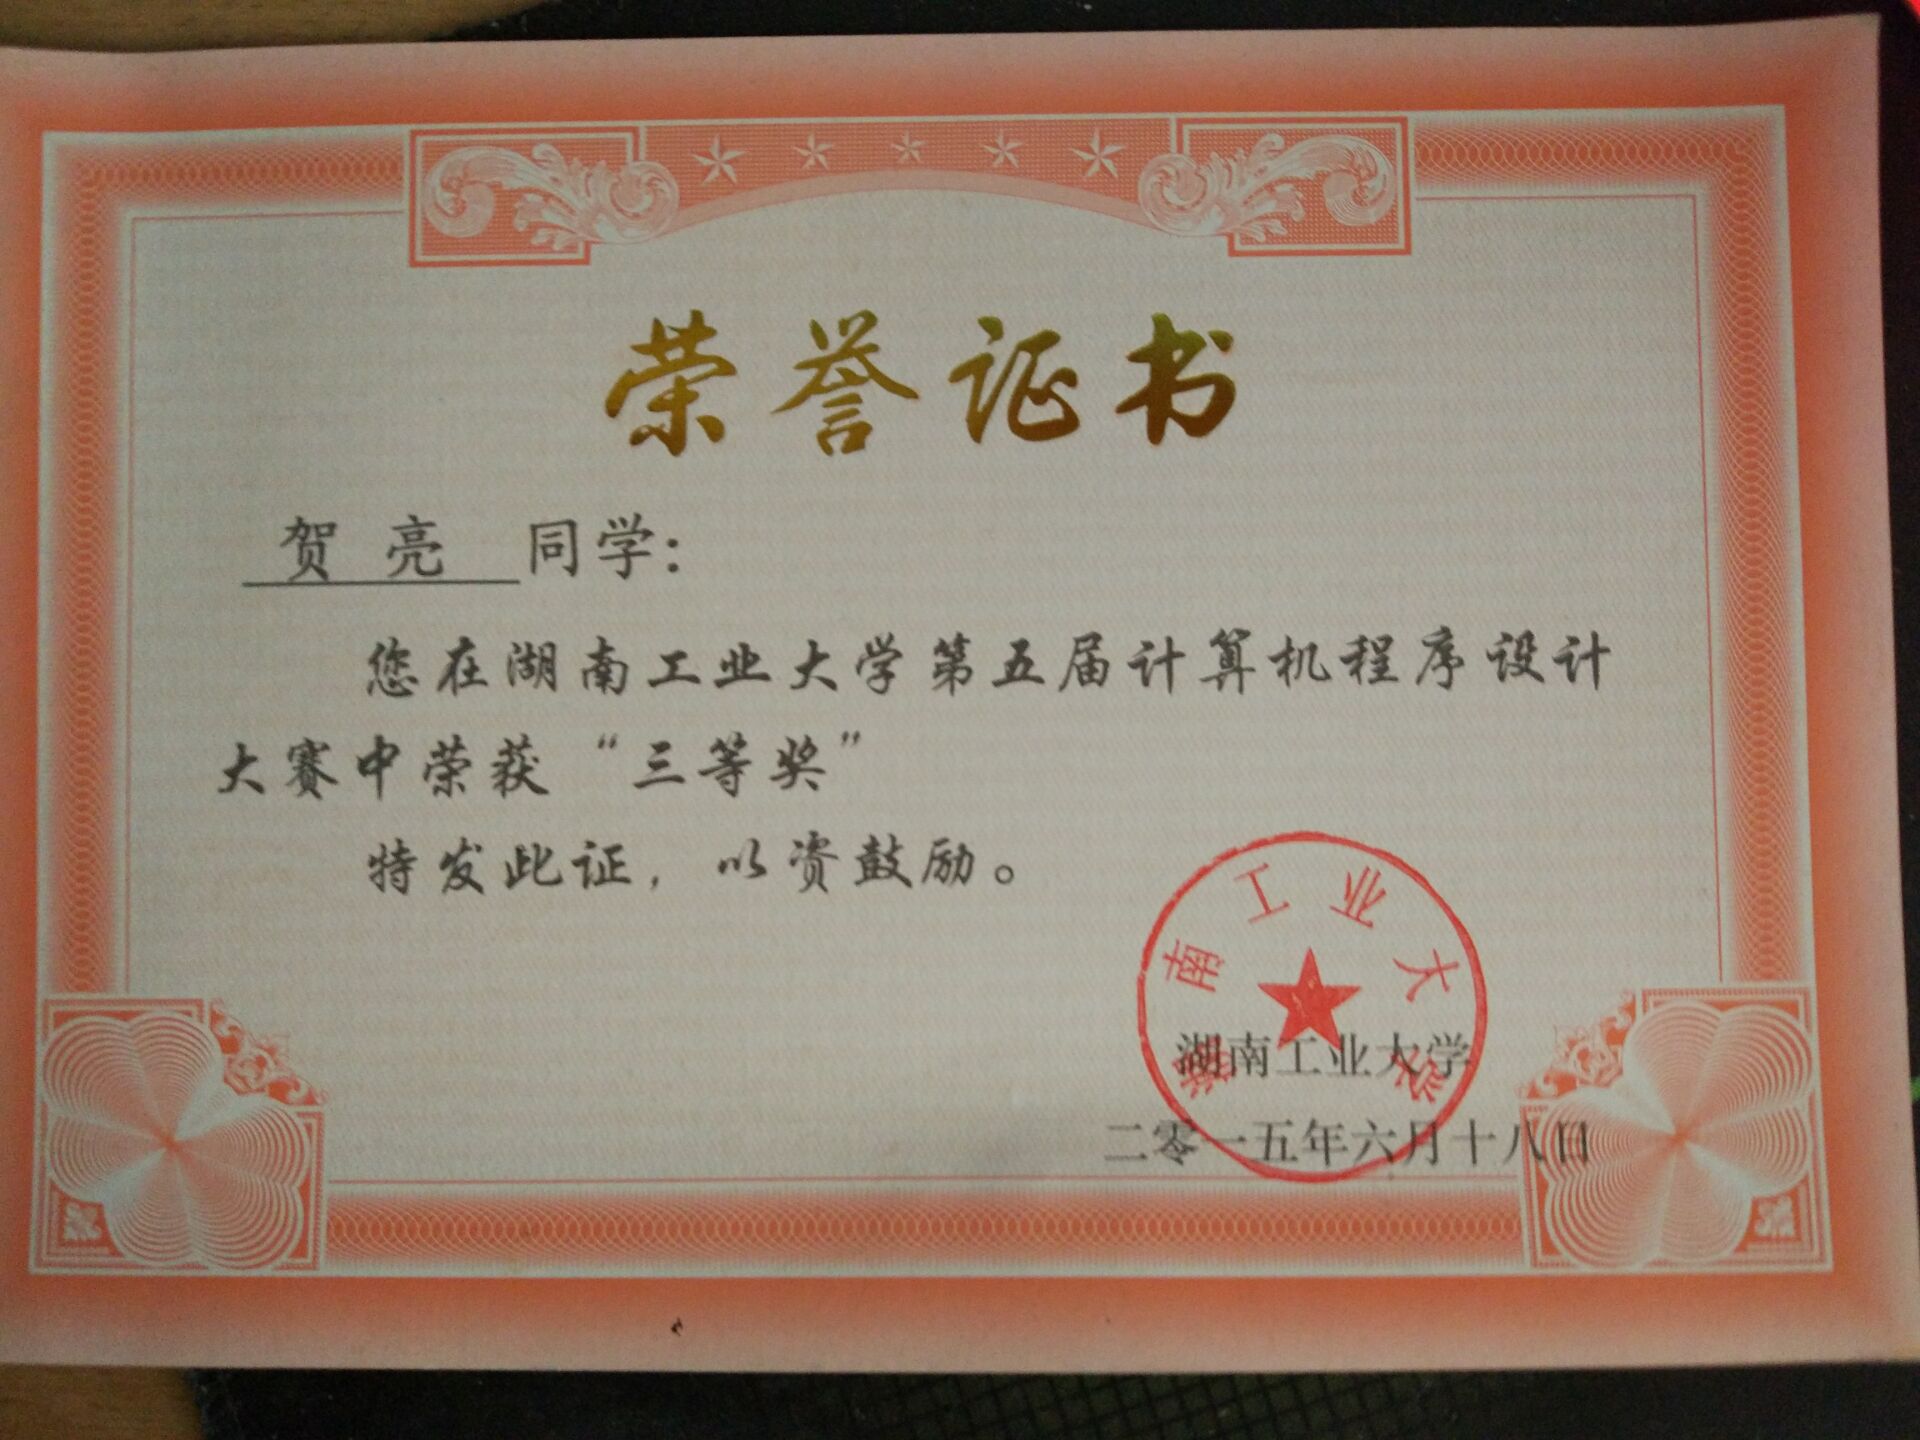 荣誉证书
贺 亮 同学：
您在湖南工业大学第五届计算机程序设计
大赛中荣获“三等奖”
特发此证，以资鼓励。
湖南工业大学
湖南工业大学
二零一五年六月十八日